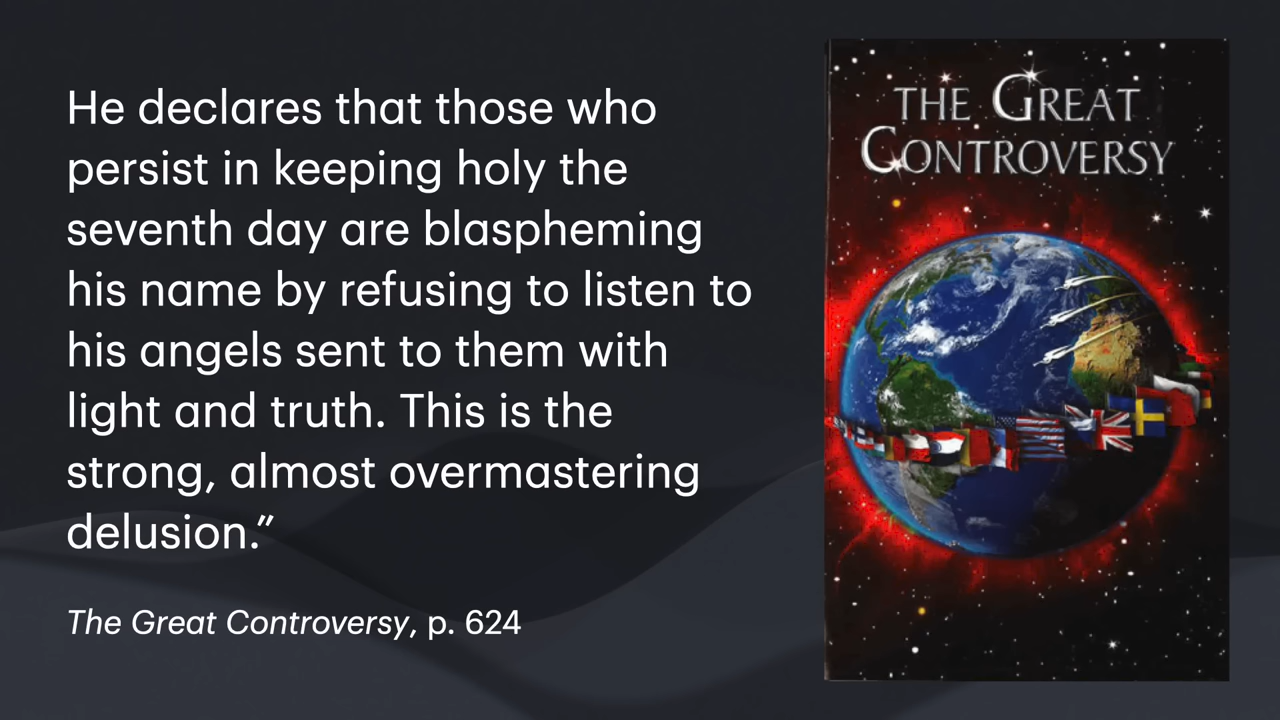 He declares that those who
persist in keeping holy the
seventh day are blaspheming
his name by refusing to listen to
his angels sent to them with
light and truth. This is the
strong, almost overmastering
delusion.”
The Great Controversy, p. 624
THE GREAT
CONTROVERSY